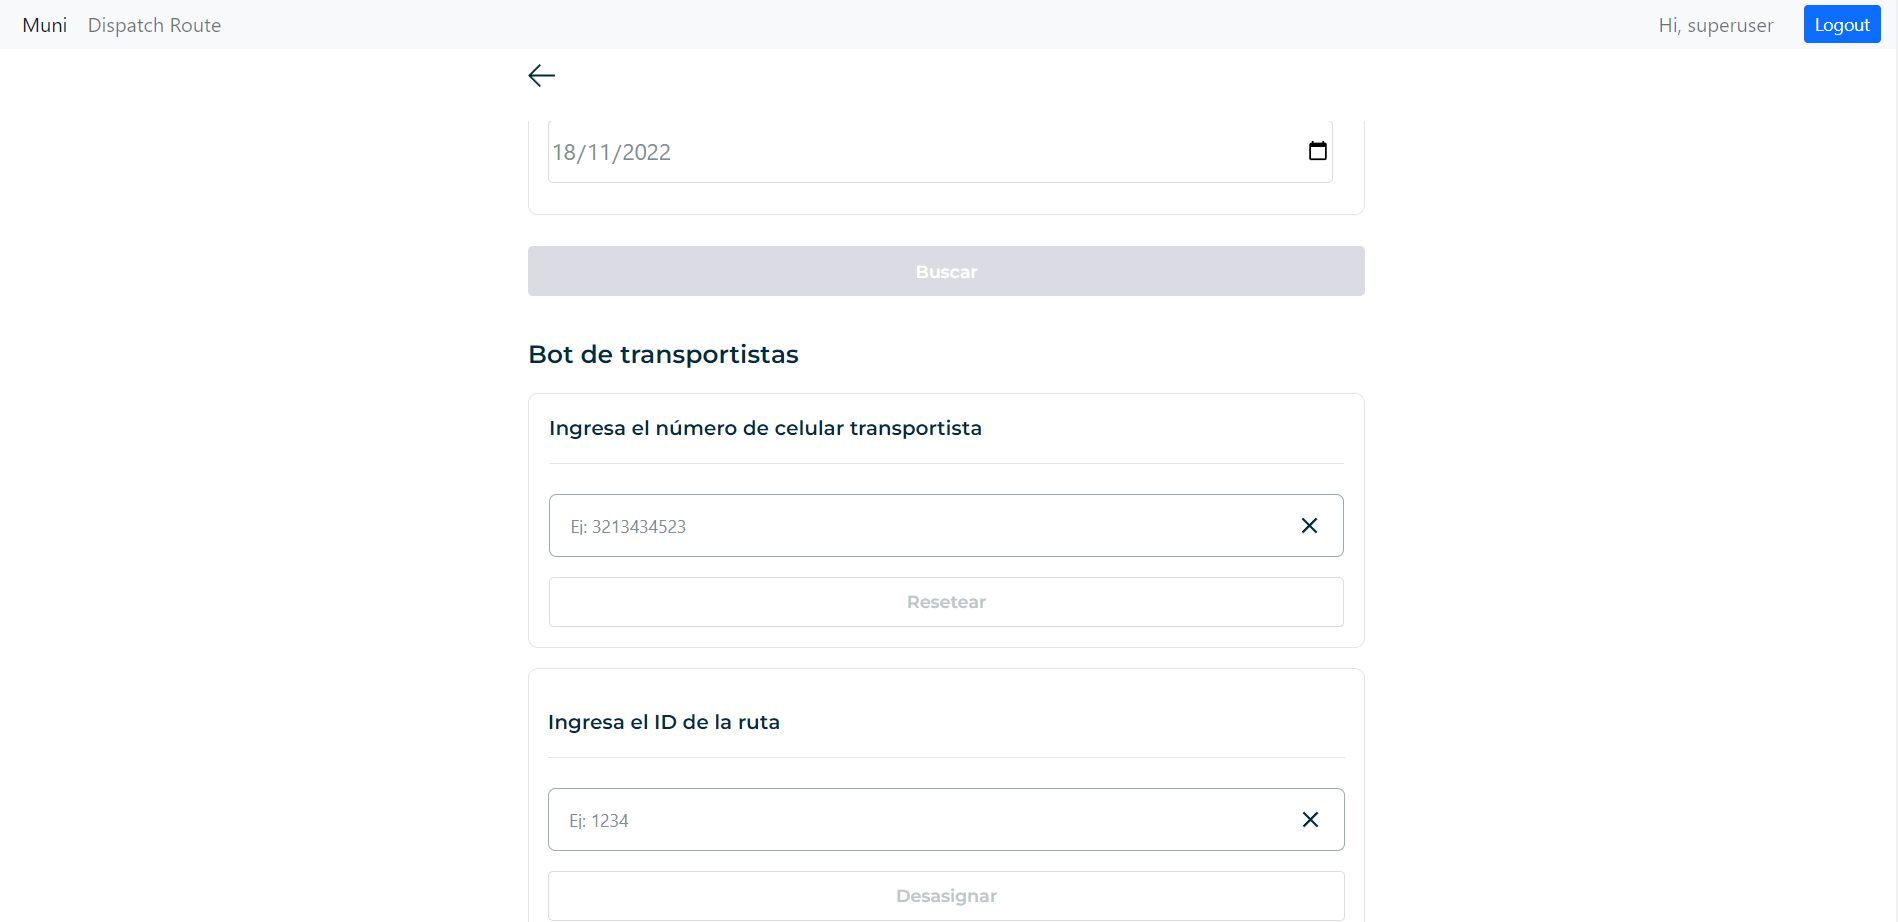 Muni Dispatch Route Hi, superuser Logout
18/11/2022
Buscar
Bot de transportistas
Ingresa el número de celular transportista
Ej: 3213434523
Resetear
Ingresa el ID de la ruta
Ej: 1234
Desasignar